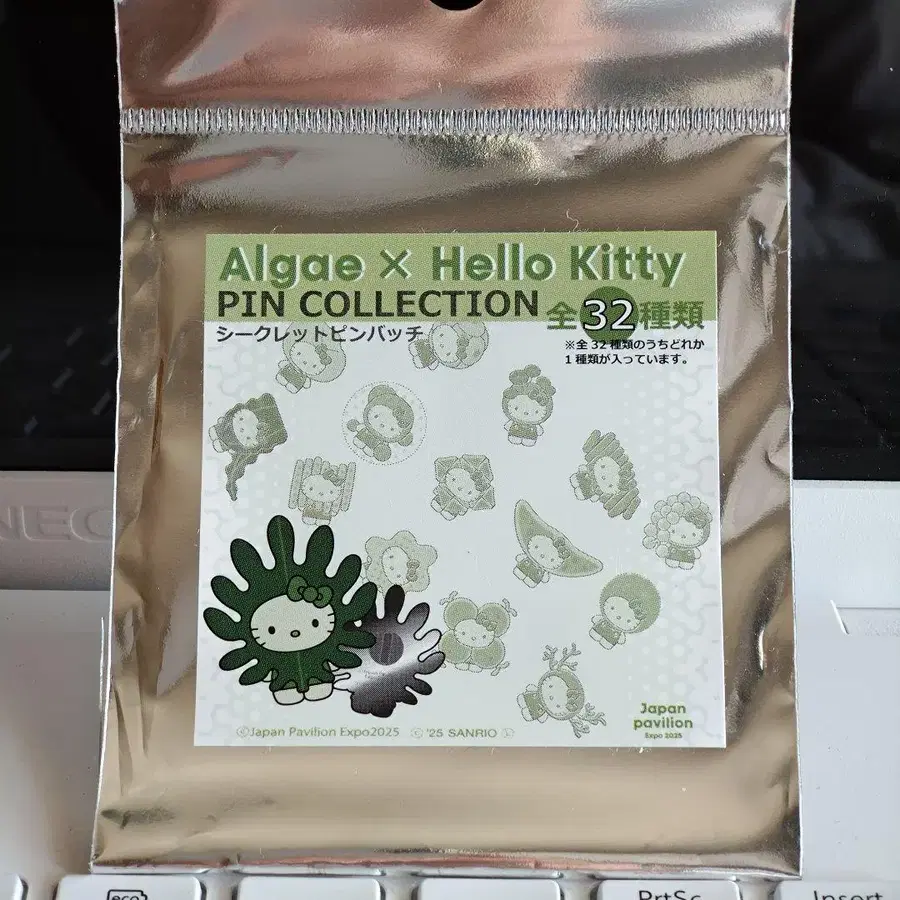 Algae × Hello Kitty
PIN COLLECTION
全32種類
シークレットピンバッチ
※全32種類のうちどれか
1種類が入っています。
NEC
Japan
pavilion
Expo 2025
©Japan Pavilion Expo2025 © '25 SANRIO Ⓛ
eco
PrtSc
Insert